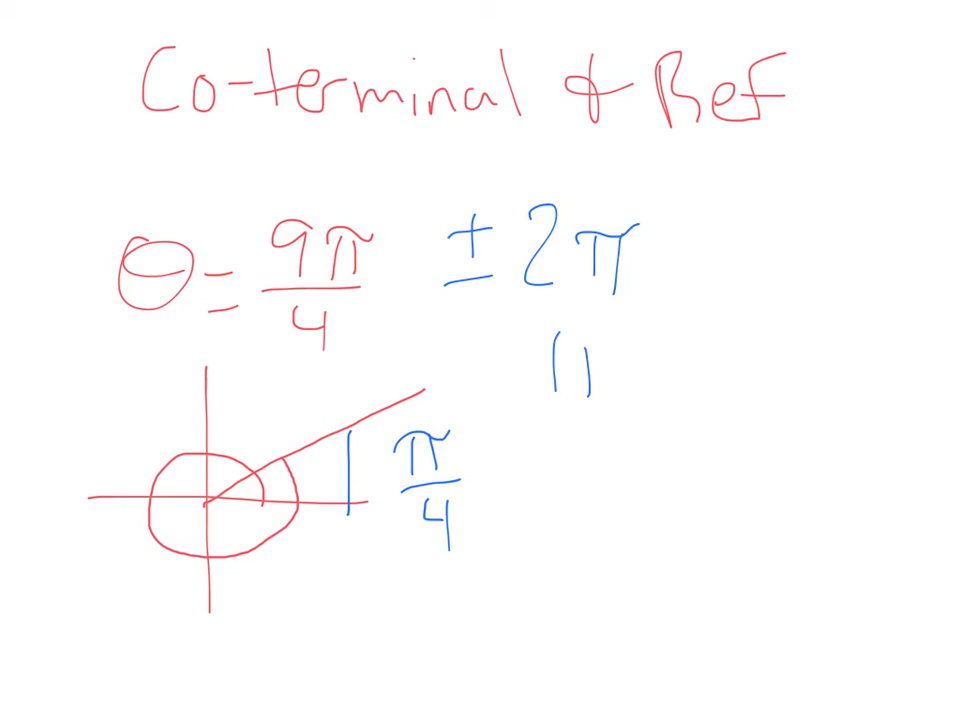 Co-terminal & Ref
θ = 9π/4 ± 2π
||
π/4